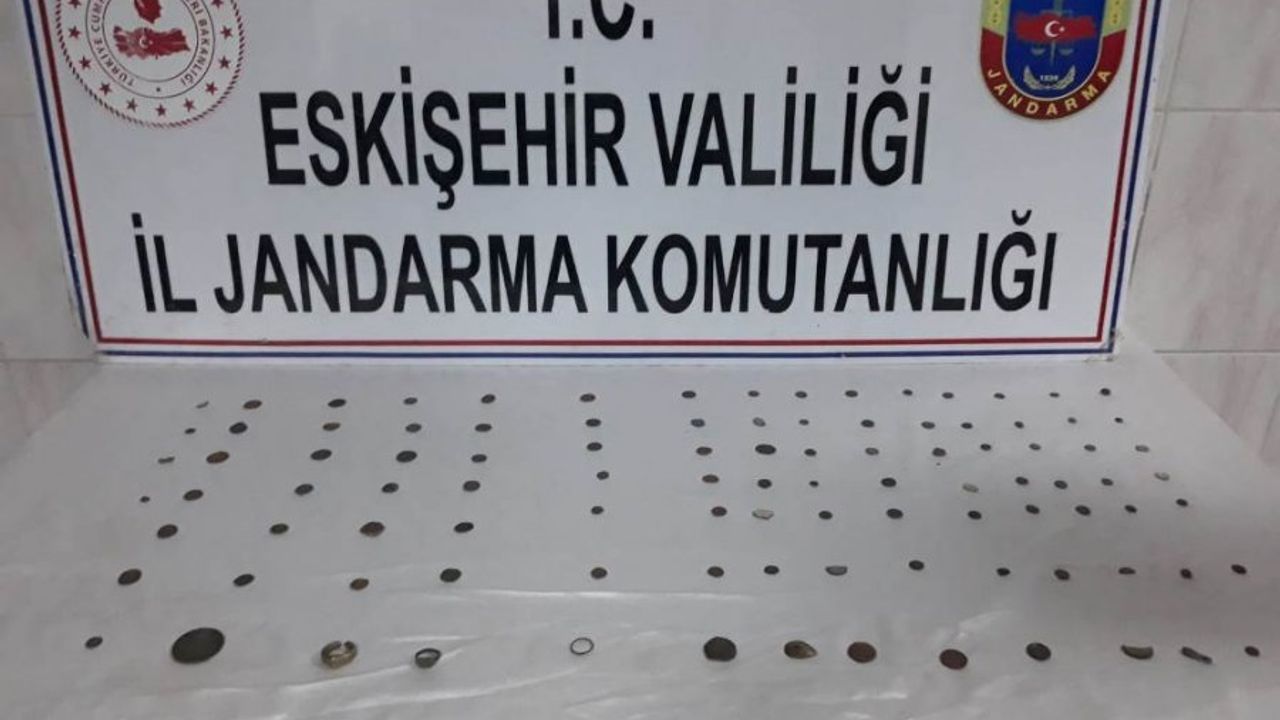 T.C.
ESKİŞEHİR VALİLİĞİ
İL JANDARMA KOMUTANLIĞI
JANDARMA